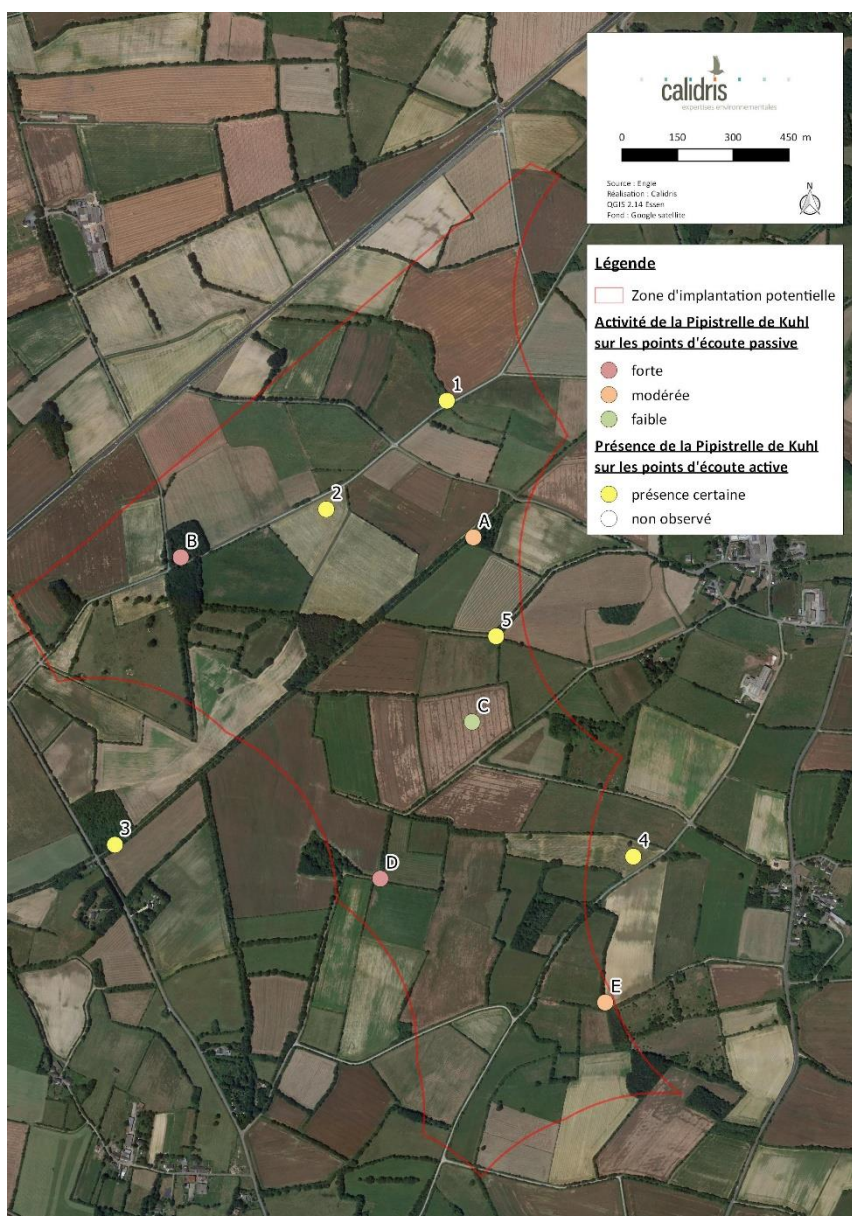 calidris
expertises environnementales
0 150 300 450 m
Source : Engie
Réalisation : Calidris
QGIS 2.14 Essen
Fond : Google satellite
N
Légende
Zone d'implantation potentielle
Activité de la Pipistrelle de Kuhl
sur les points d'écoute passive
forte
modérée
faible
Présence de la Pipistrelle de Kuhl
sur les points d'écoute active
présence certaine
non observé
1
2
A
B
5
C
3
4
D
E